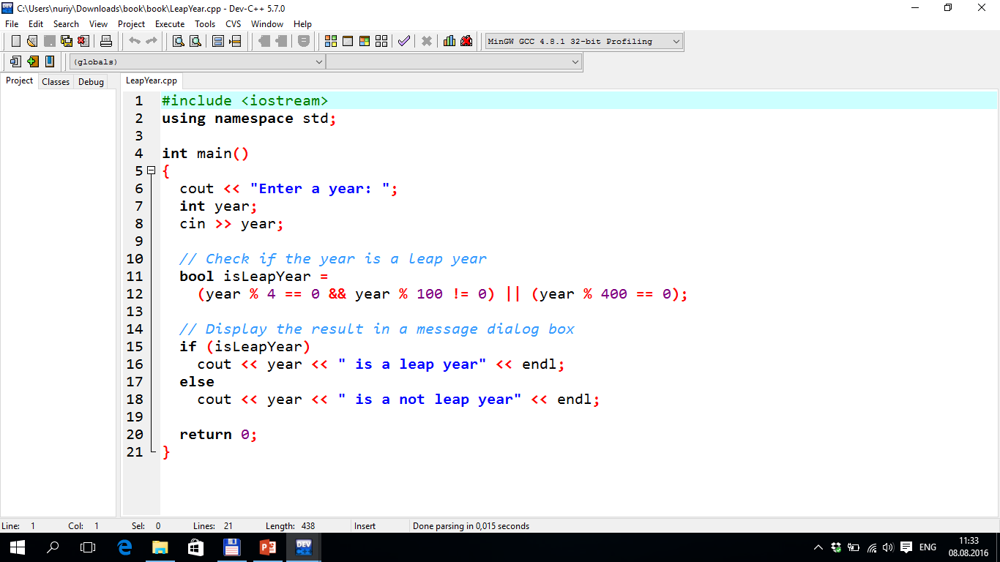 C:\Users\nuriy\Downloads\book\book\LeapYear.cpp - Dev-C++ 5.7.0
File Edit Search View Project Execute Tools CVS Window Help
MinGW GCC 4.8.1 32-bit Profiling
(globals)
Project Classes Debug LeapYear.cpp
1 #include <iostream>
2 using namespace std;
3
4 int main()
5 {
6 cout << "Enter a year: ";
7 int year;
8 cin >> year;
9
10 // Check if the year is a leap year
11 bool isLeapYear =
12 (year % 4 == 0 && year % 100 != 0) || (year % 400 == 0);
13
14 // Display the result in a message dialog box
15 if (isLeapYear)
16 cout << year << " is a leap year" << endl;
17 else
18 cout << year << " is a not leap year" << endl;
19
20 return 0;
21 }
Line: 1 Col: 1 Sel: 0 Lines: 21 Length: 438 Insert Done parsing in 0,015 seconds
DEV
ENG
11:33
08.08.2016